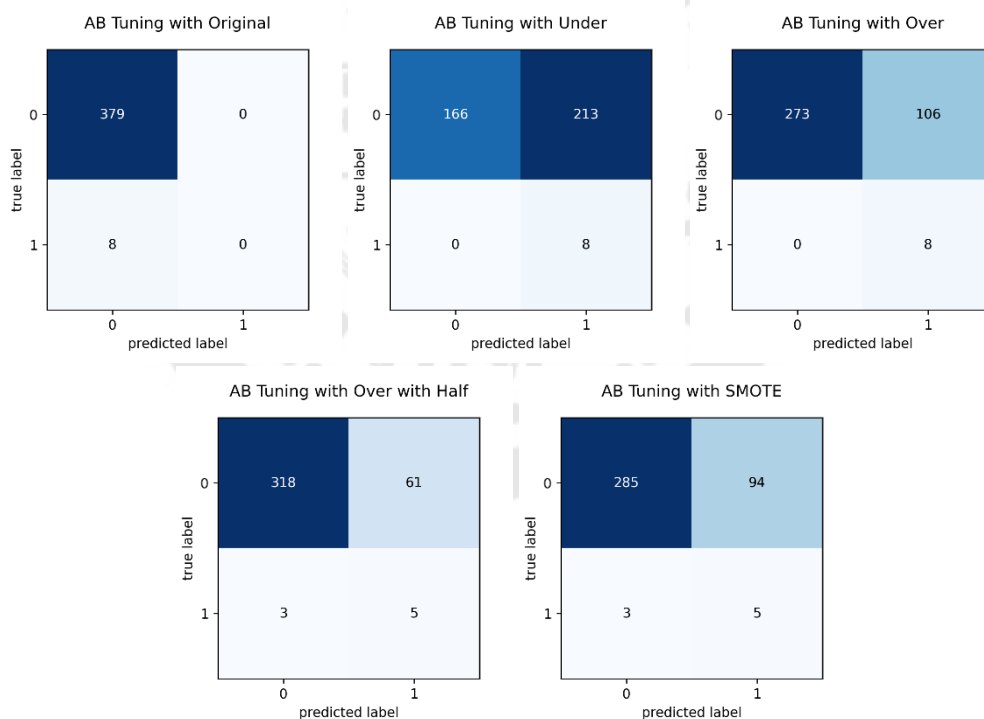 AB Tuning with Original
0
379
0
true label
1
8
0
0
1
predicted label
AB Tuning with Under
0
166
213
true label
1
0
8
0
1
predicted label
AB Tuning with Over
0
273
106
true label
1
0
8
0
1
predicted label
AB Tuning with Over with Half
0
318
61
true label
1
3
5
0
1
predicted label
AB Tuning with SMOTE
0
285
94
true label
1
3
5
0
1
predicted label